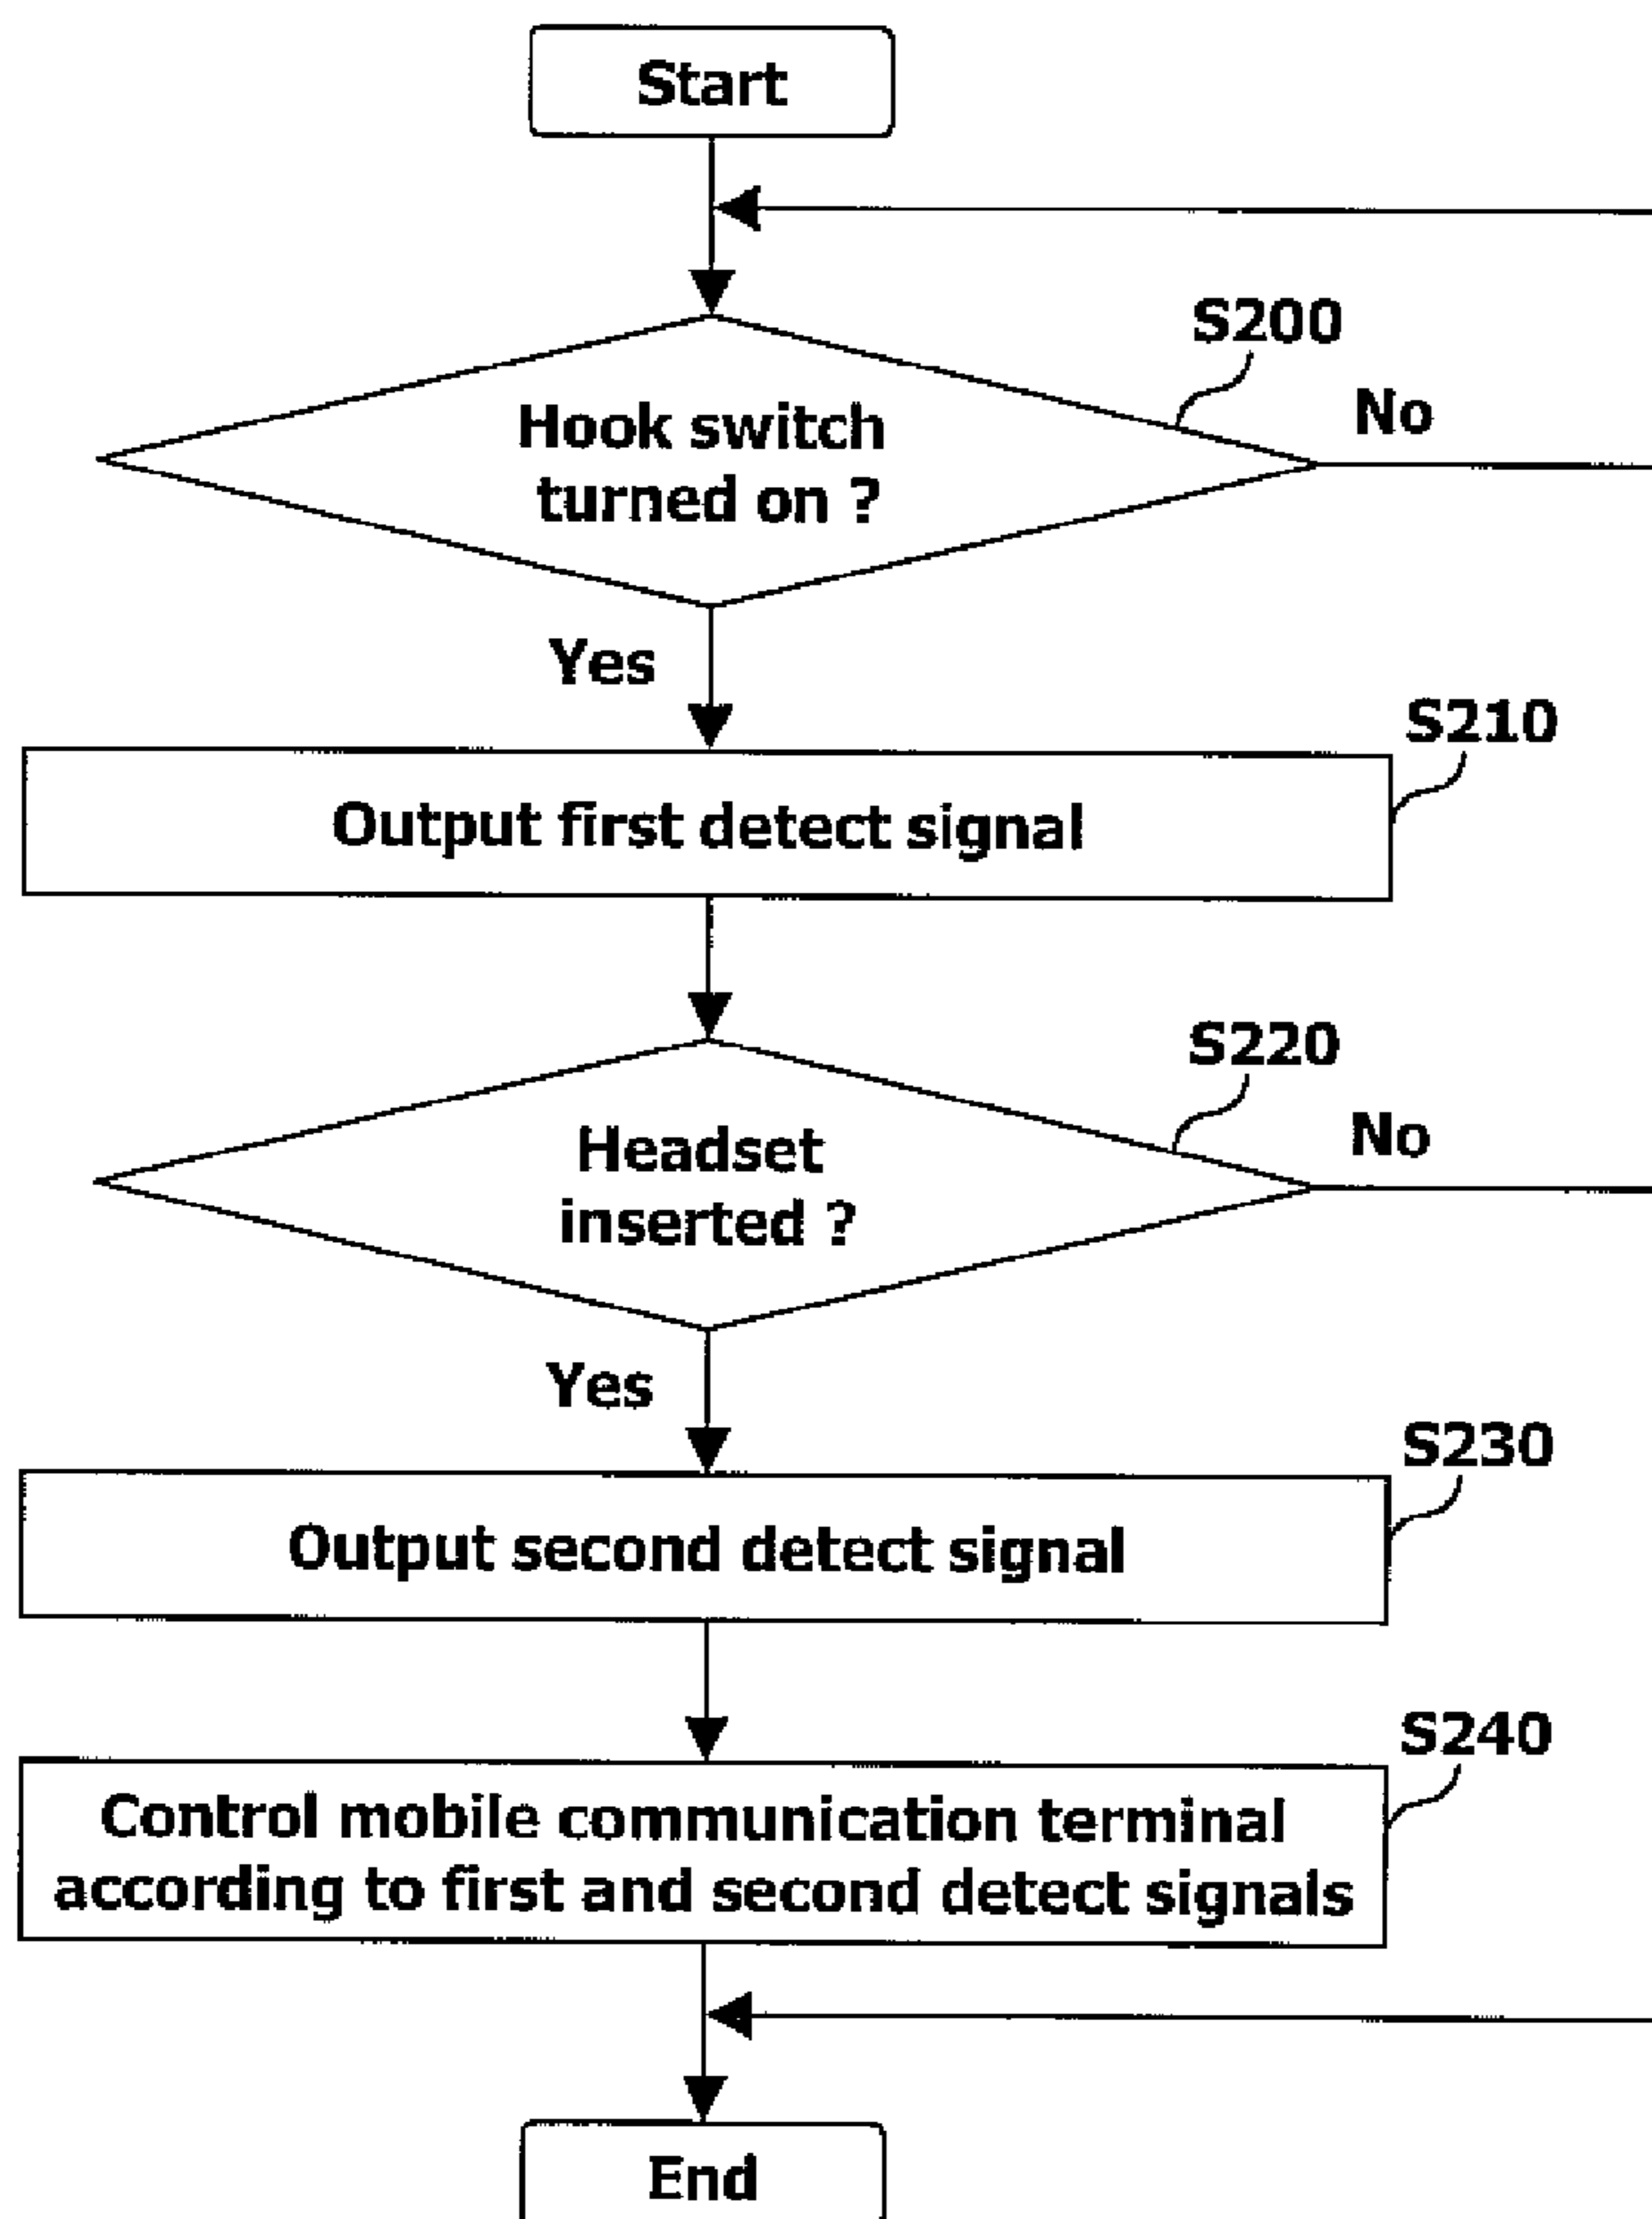 Start
S200
No
Hook switch
turned on ?
Yes
S210
Output first detect signal
S220
No
Headset
inserted ?
Yes
S230
Output second detect signal
S240
Control mobile communication terminal
according to first and second detect signals
End